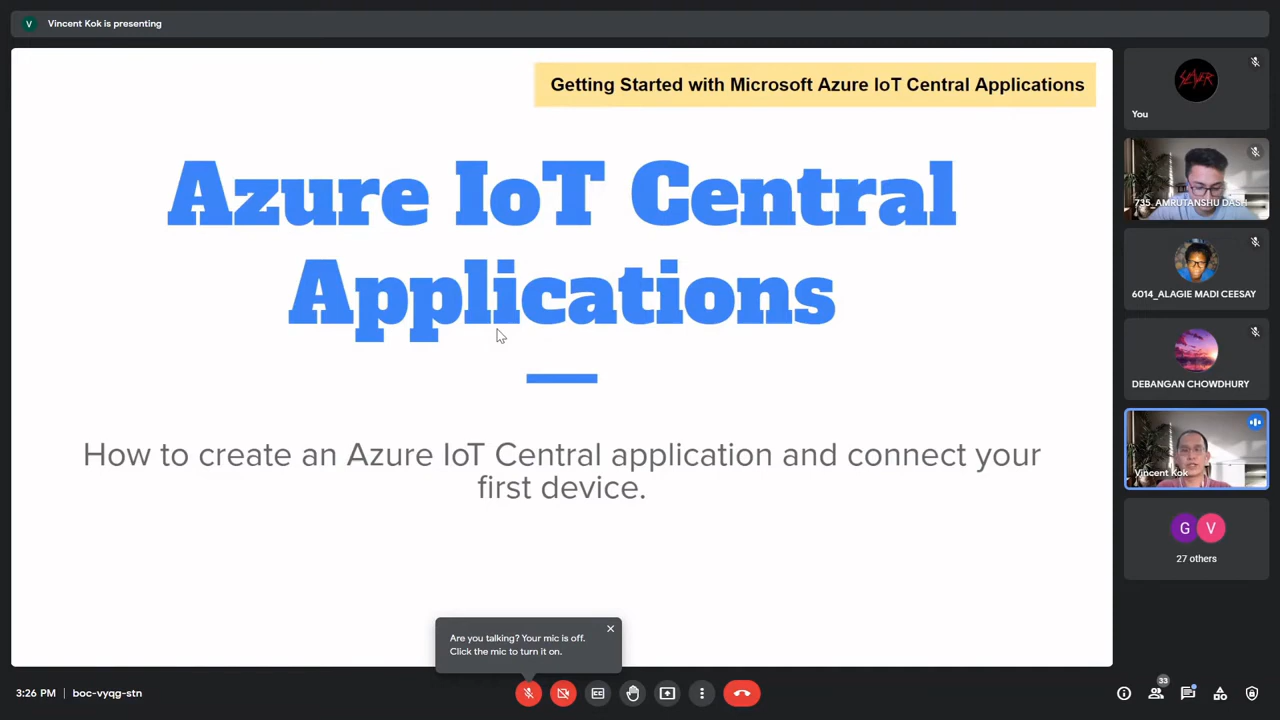 V
Vincent Kok is presenting
Getting Started with Microsoft Azure IoT Central Applications
Azure IoT Central
Applications
How to create an Azure IoT Central application and connect your
first device.
SLAYER
You
735_AMRUTANSHU DASH
6014_ALAGIE MADI CEESAY
DEBANGAN CHOWDHURY
Vincent Kok
G V
27 others
Are you talking? Your mic is off.
Click the mic to turn it on.
3:26 PM | boc-vyqg-stn
CC
33